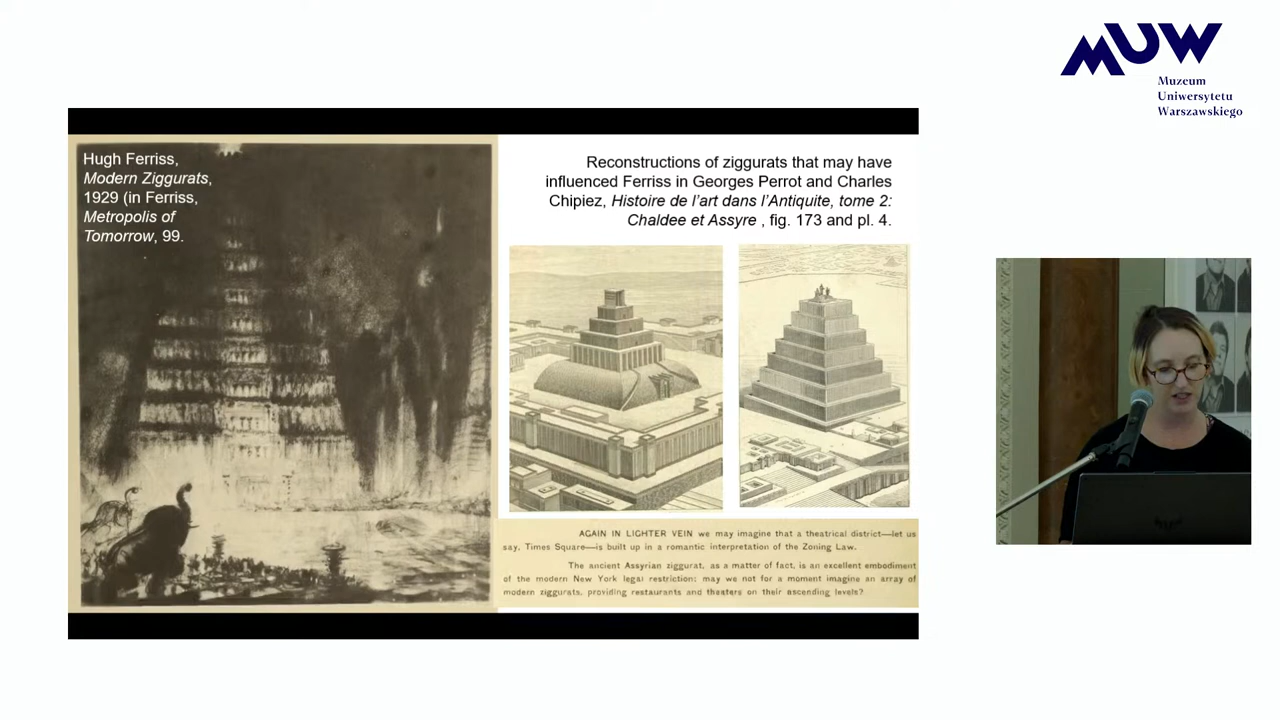 MUW
Muzeum
Uniwersytetu
Warszawskiego
Hugh Ferriss,
Modern Ziggurats,
1929 (in Ferriss,
Metropolis of
Tomorrow, 99.
Reconstructions of ziggurats that may have
influenced Ferriss in Georges Perrot and Charles
Chipiez, Histoire de l’art dans l’Antiquite, tome 2:
Chaldee et Assyre , fig. 173 and pl. 4.
AGAIN IN LIGHTER VEIN we may imagine that a theatrical district—let us
say, Times Square—is built up in a romantic interpretation of the Zoning Law.
The ancient Assyrian ziggurat, as a matter of fact, is an excellent embodiment
of the modern New York legal restriction; may we not for a moment imagine an array of
modern ziggurats, providing restaurants and theaters on their ascending levels?